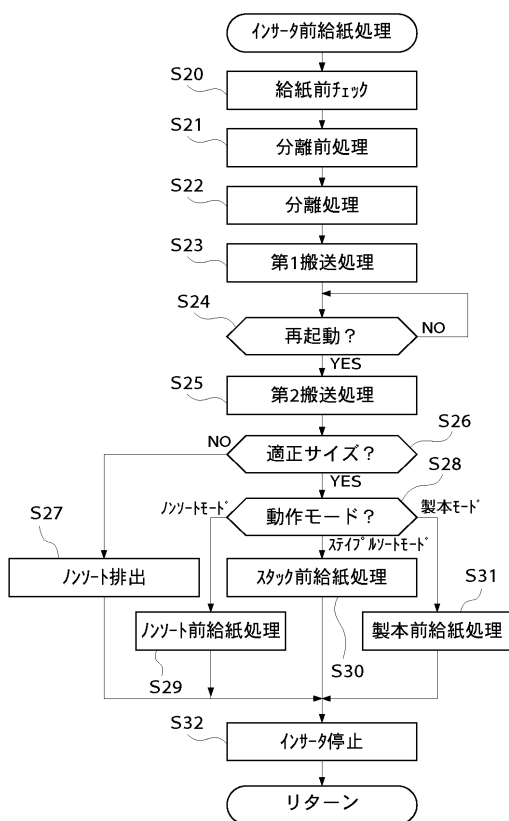 インサータ前給紙処理
S20
給紙前チェック
S21
分離前処理
S22
分離処理
S23
第1搬送処理
S24
再起動？
NO
YES
S25
第2搬送処理
S26
NO
適正サイズ？
YES
S28
ノンソートモード
動作モード？
製本モード
ステイプルソートモード
S27
ノンソート排出
スタック前給紙処理
S31
ノンソート前給紙処理
製本前給紙処理
S29
S30
S32
インサータ停止
リターン